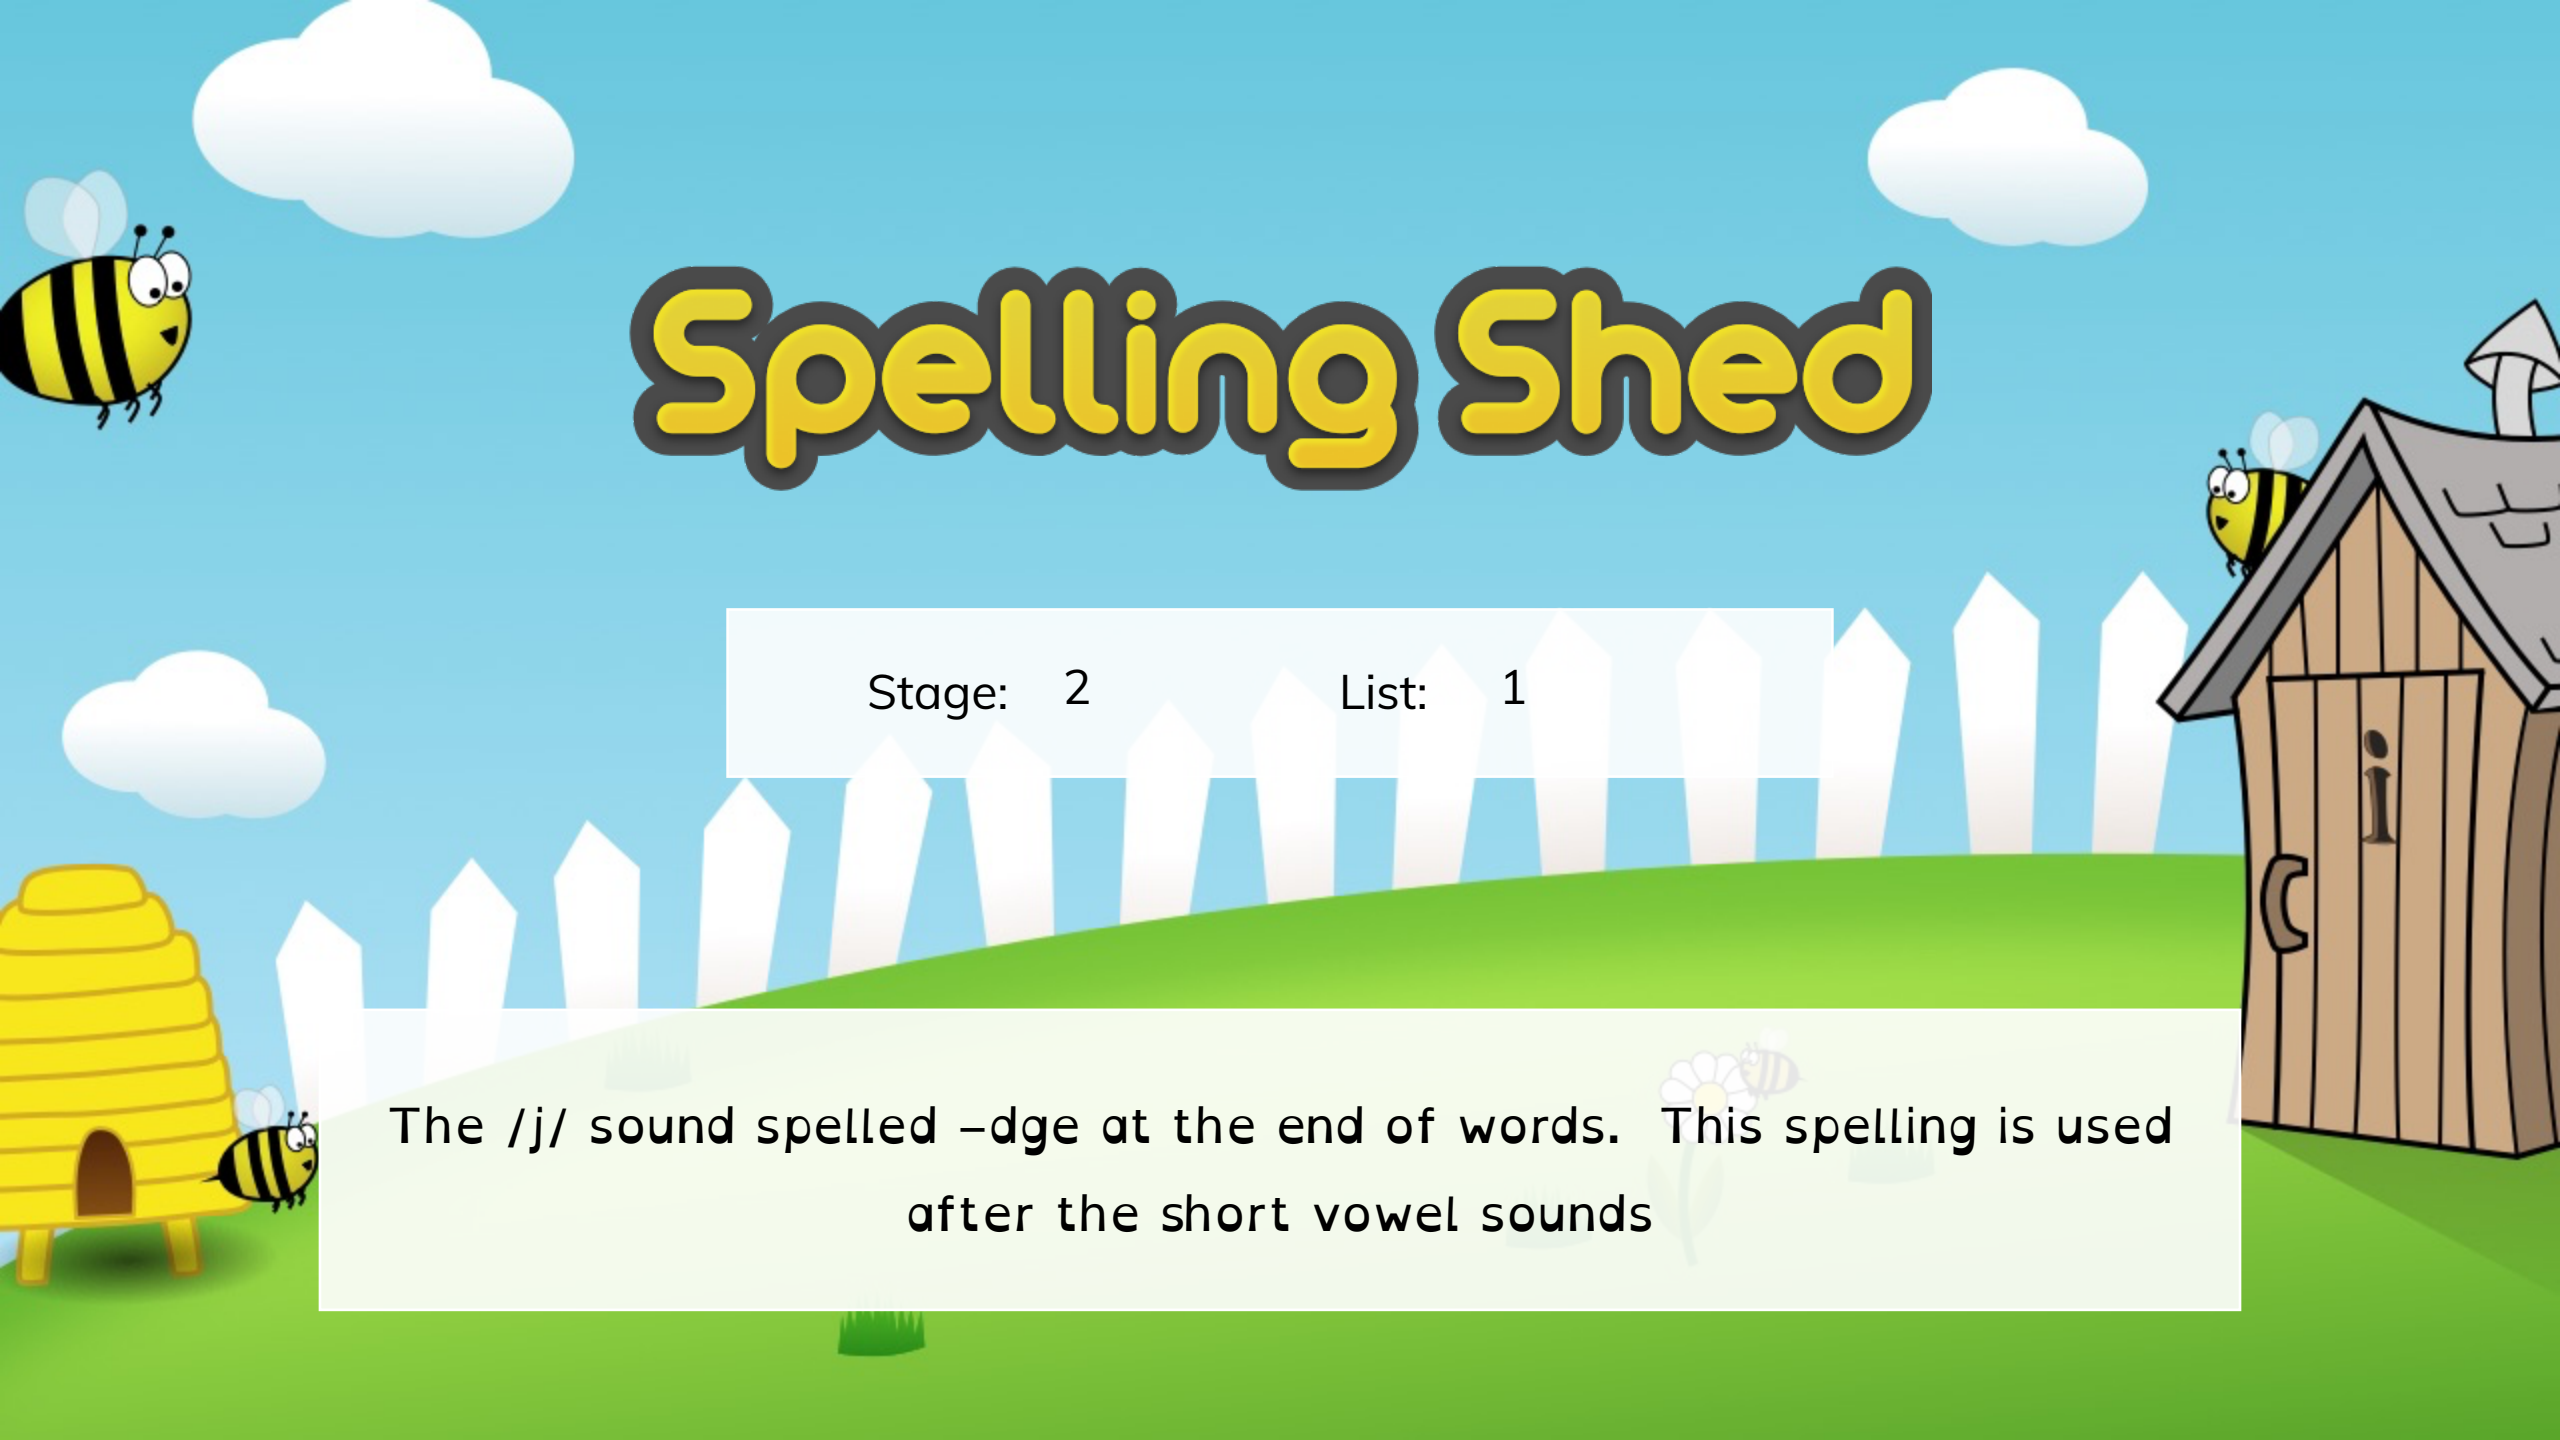 Spelling Shed
Stage: 2 List: 1
i
The /j/ sound spelled –dge at the end of words. This spelling is used
after the short vowel sounds